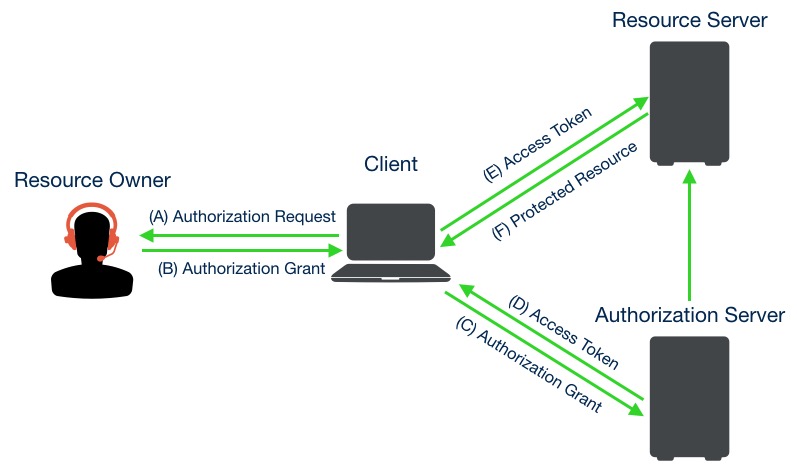 Resource Server
(E) Access Token
(F) Protected Resource
Client
Resource Owner
(A) Authorization Request
(B) Authorization Grant
(D) Access Token
(C) Authorization Grant
Authorization Server